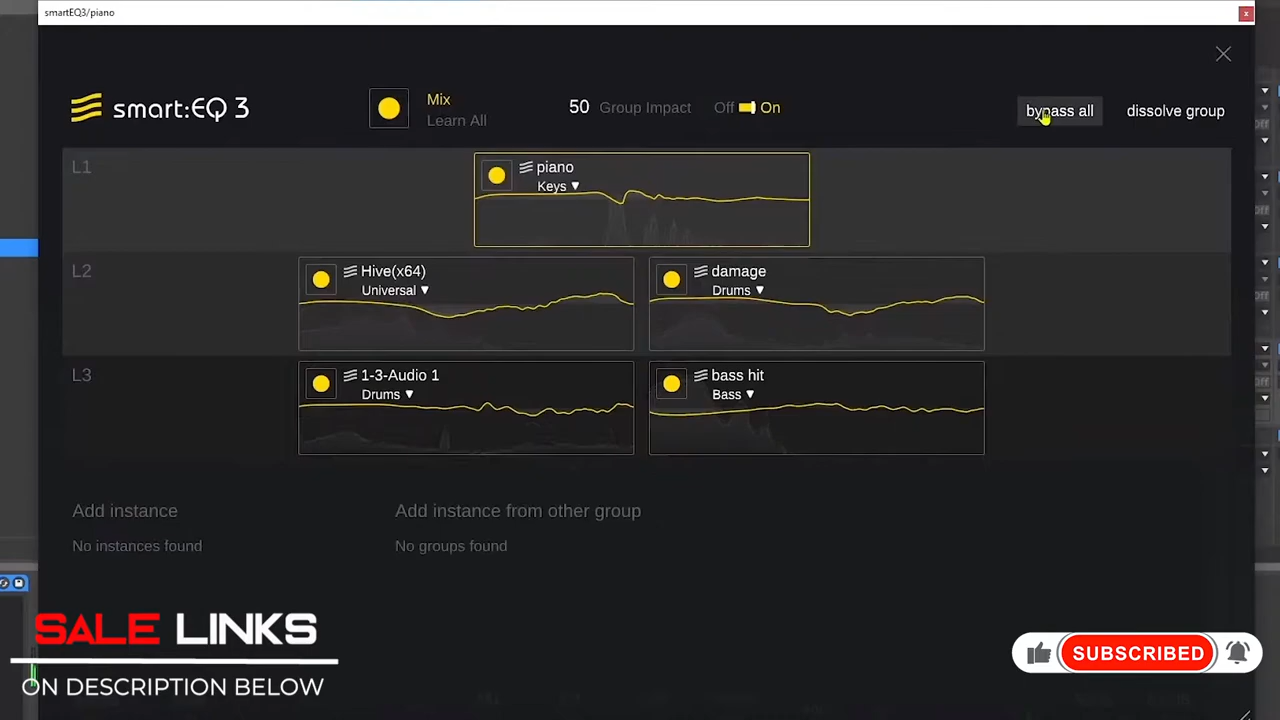 smartEQ3/piano
smart:EQ 3
Mix
Learn All
50 Group Impact
Off On
bypass all
dissolve group
L1
piano
Keys
L2
Hive(x64)
Universal
damage
Drums
L3
1-3-Audio 1
Drums
bass hit
Bass
Add instance
Add instance from other group
No instances found
No groups found
SALE LINKS
ON DESCRIPTION BELOW
SUBSCRIBED